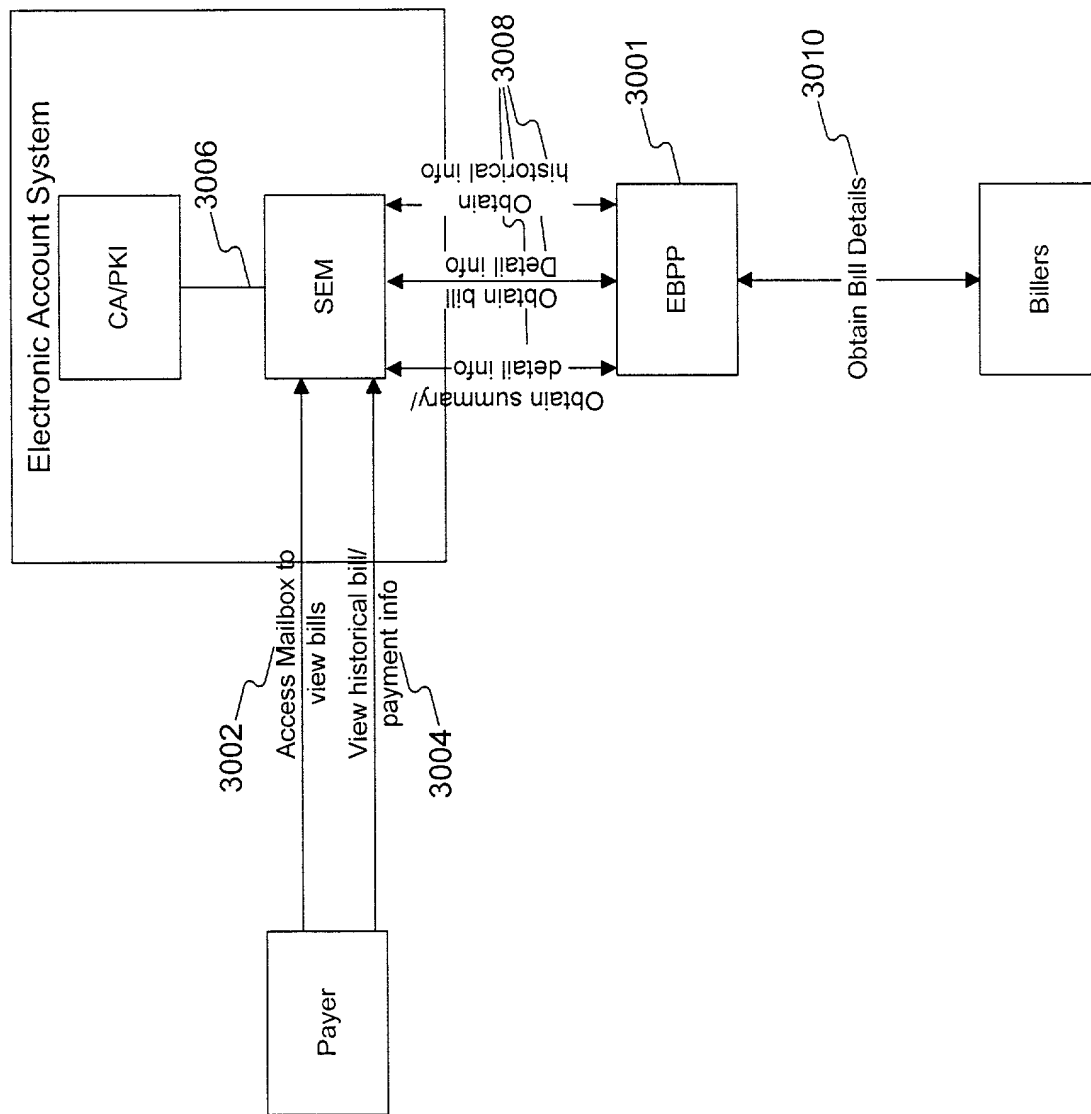 Electronic Account System
CA/PKI
3006
SEM
3008
Obtain
historical info
Obtain bill
Detail info
Obtain summary/
detail info
3001
EBPP
3010
Obtain Bill Details
Billers
3002
Access Mailbox to
view bills
View historical bill/
payment info
3004
Payer